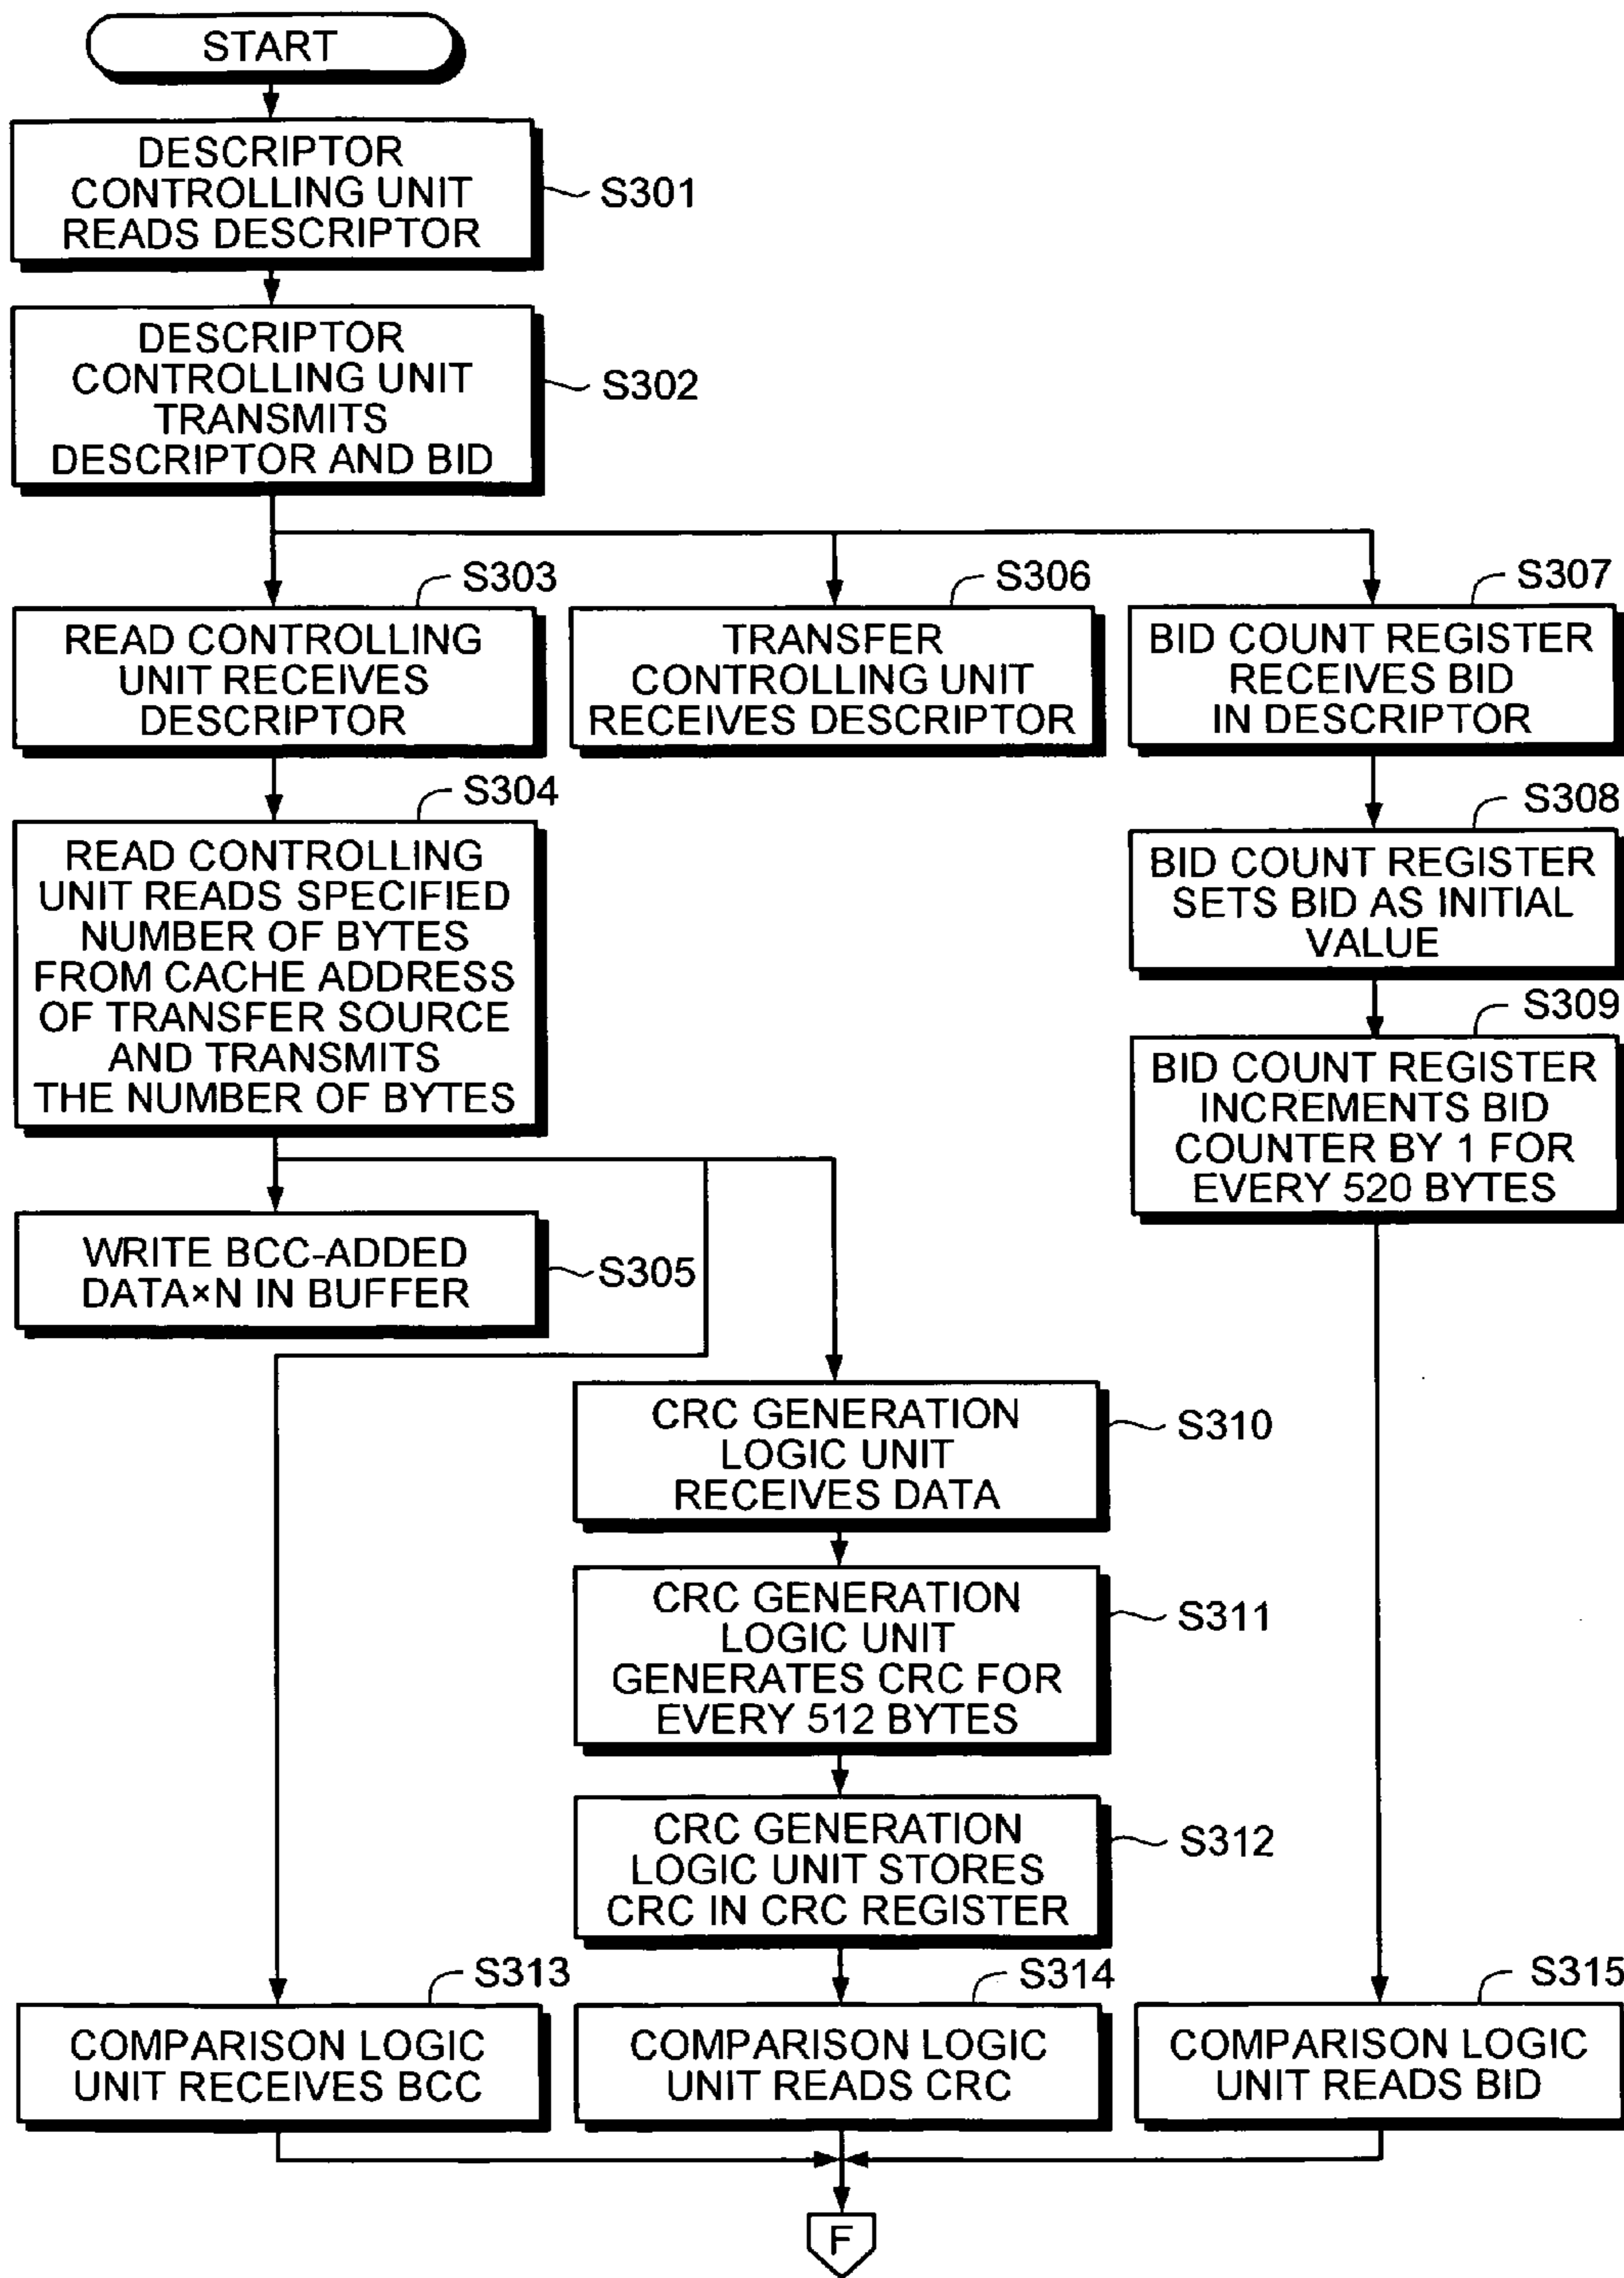 START
DESCRIPTOR
CONTROLLING UNIT
READS DESCRIPTOR
S301
DESCRIPTOR
CONTROLLING UNIT
TRANSMITS
DESCRIPTOR AND BID
S302
S303
READ CONTROLLING
UNIT RECEIVES
DESCRIPTOR
S306
TRANSFER
CONTROLLING UNIT
RECEIVES DESCRIPTOR
S307
BID COUNT REGISTER
RECEIVES BID
IN DESCRIPTOR
S304
READ CONTROLLING
UNIT READS SPECIFIED
NUMBER OF BYTES
FROM CACHE ADDRESS
OF TRANSFER SOURCE
AND TRANSMITS
THE NUMBER OF BYTES
S308
BID COUNT REGISTER
SETS BID AS INITIAL
VALUE
S309
BID COUNT REGISTER
INCREMENTS BID
COUNTER BY 1 FOR
EVERY 520 BYTES
WRITE BCC-ADDED
DATA×N IN BUFFER
S305
CRC GENERATION
LOGIC UNIT
RECEIVES DATA
S310
CRC GENERATION
LOGIC UNIT
GENERATES CRC FOR
EVERY 512 BYTES
S311
CRC GENERATION
LOGIC UNIT STORES
CRC IN CRC REGISTER
S312
S313
COMPARISON LOGIC
UNIT RECEIVES BCC
S314
COMPARISON LOGIC
UNIT READS CRC
S315
COMPARISON LOGIC
UNIT READS BID
F